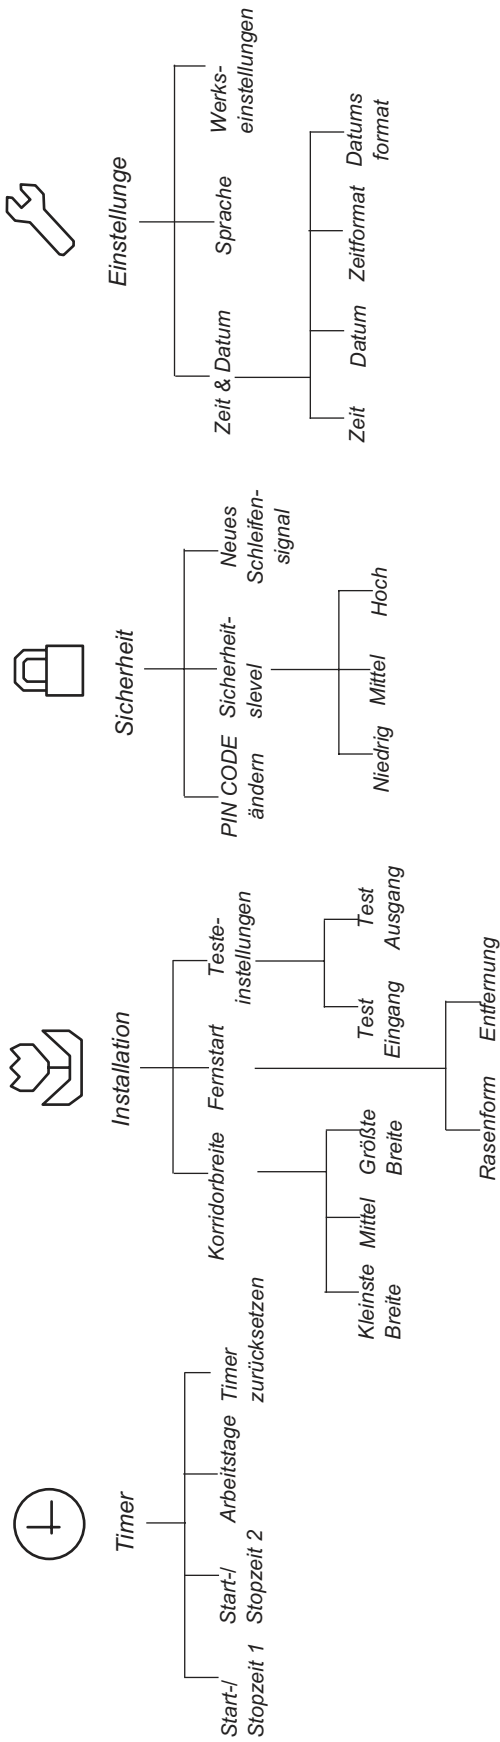 Timer
Start-/
Stopzeit 1
Start-/
Stopzeit 2
Arbeitstage
Timer
zurücksetzen
Installation
Korridorbreite
Kleinste
Breite
Mittel
Größte
Breite
Fernstart
Rasenform
Entfernung
Teste-
instellungen
Test
Eingang
Test
Ausgang
Sicherheit
PIN CODE
ändern
Sicherheit-
slevel
Niedrig
Mittel
Hoch
Neues
Schleifen-
signal
Einstellunge
Zeit & Datum
Zeit
Datum
Zeitformat
Datums
format
Sprache
Werks-
einstellungen